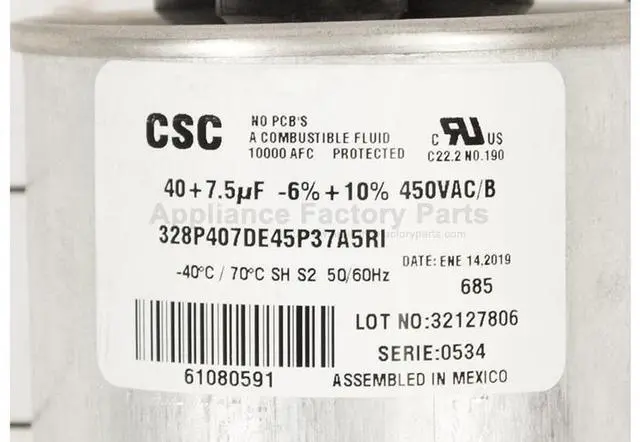 CSC
NO PCB'S
A COMBUSTIBLE FLUID
10000 AFC PROTECTED
C UR US
C22.2 NO.190
40+7.5µF -6%+10% 450VAC/B
Appliance Factory Parts
328P407DE45P37A5RI
-40°C / 70°C SH S2 50/60Hz
DATE: ENE 14,2019
685
LOT NO:32127806
SERIE:0534
61080591
ASSEMBLED IN MEXICO